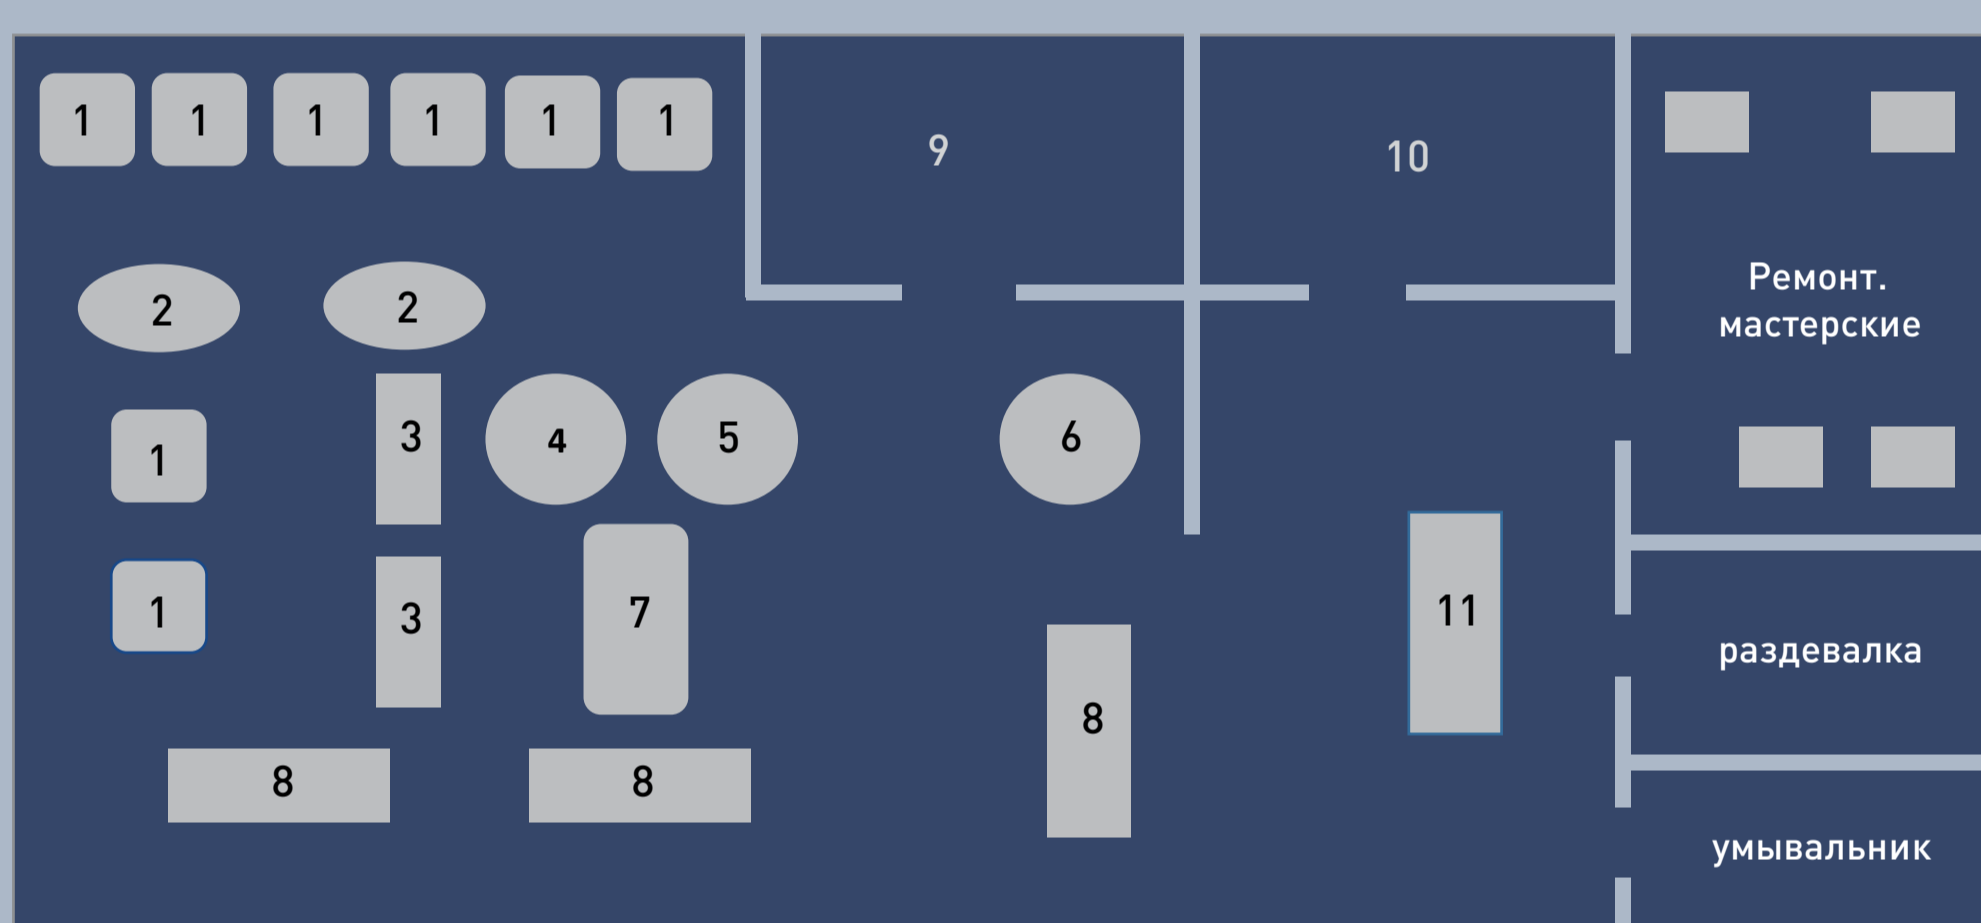 1 1 1 1 1 1
9
10
2 2
Ремонт.
мастерские
1 3 4 5 6
1 3 7 11
раздевалка
8
8 8
умывальник